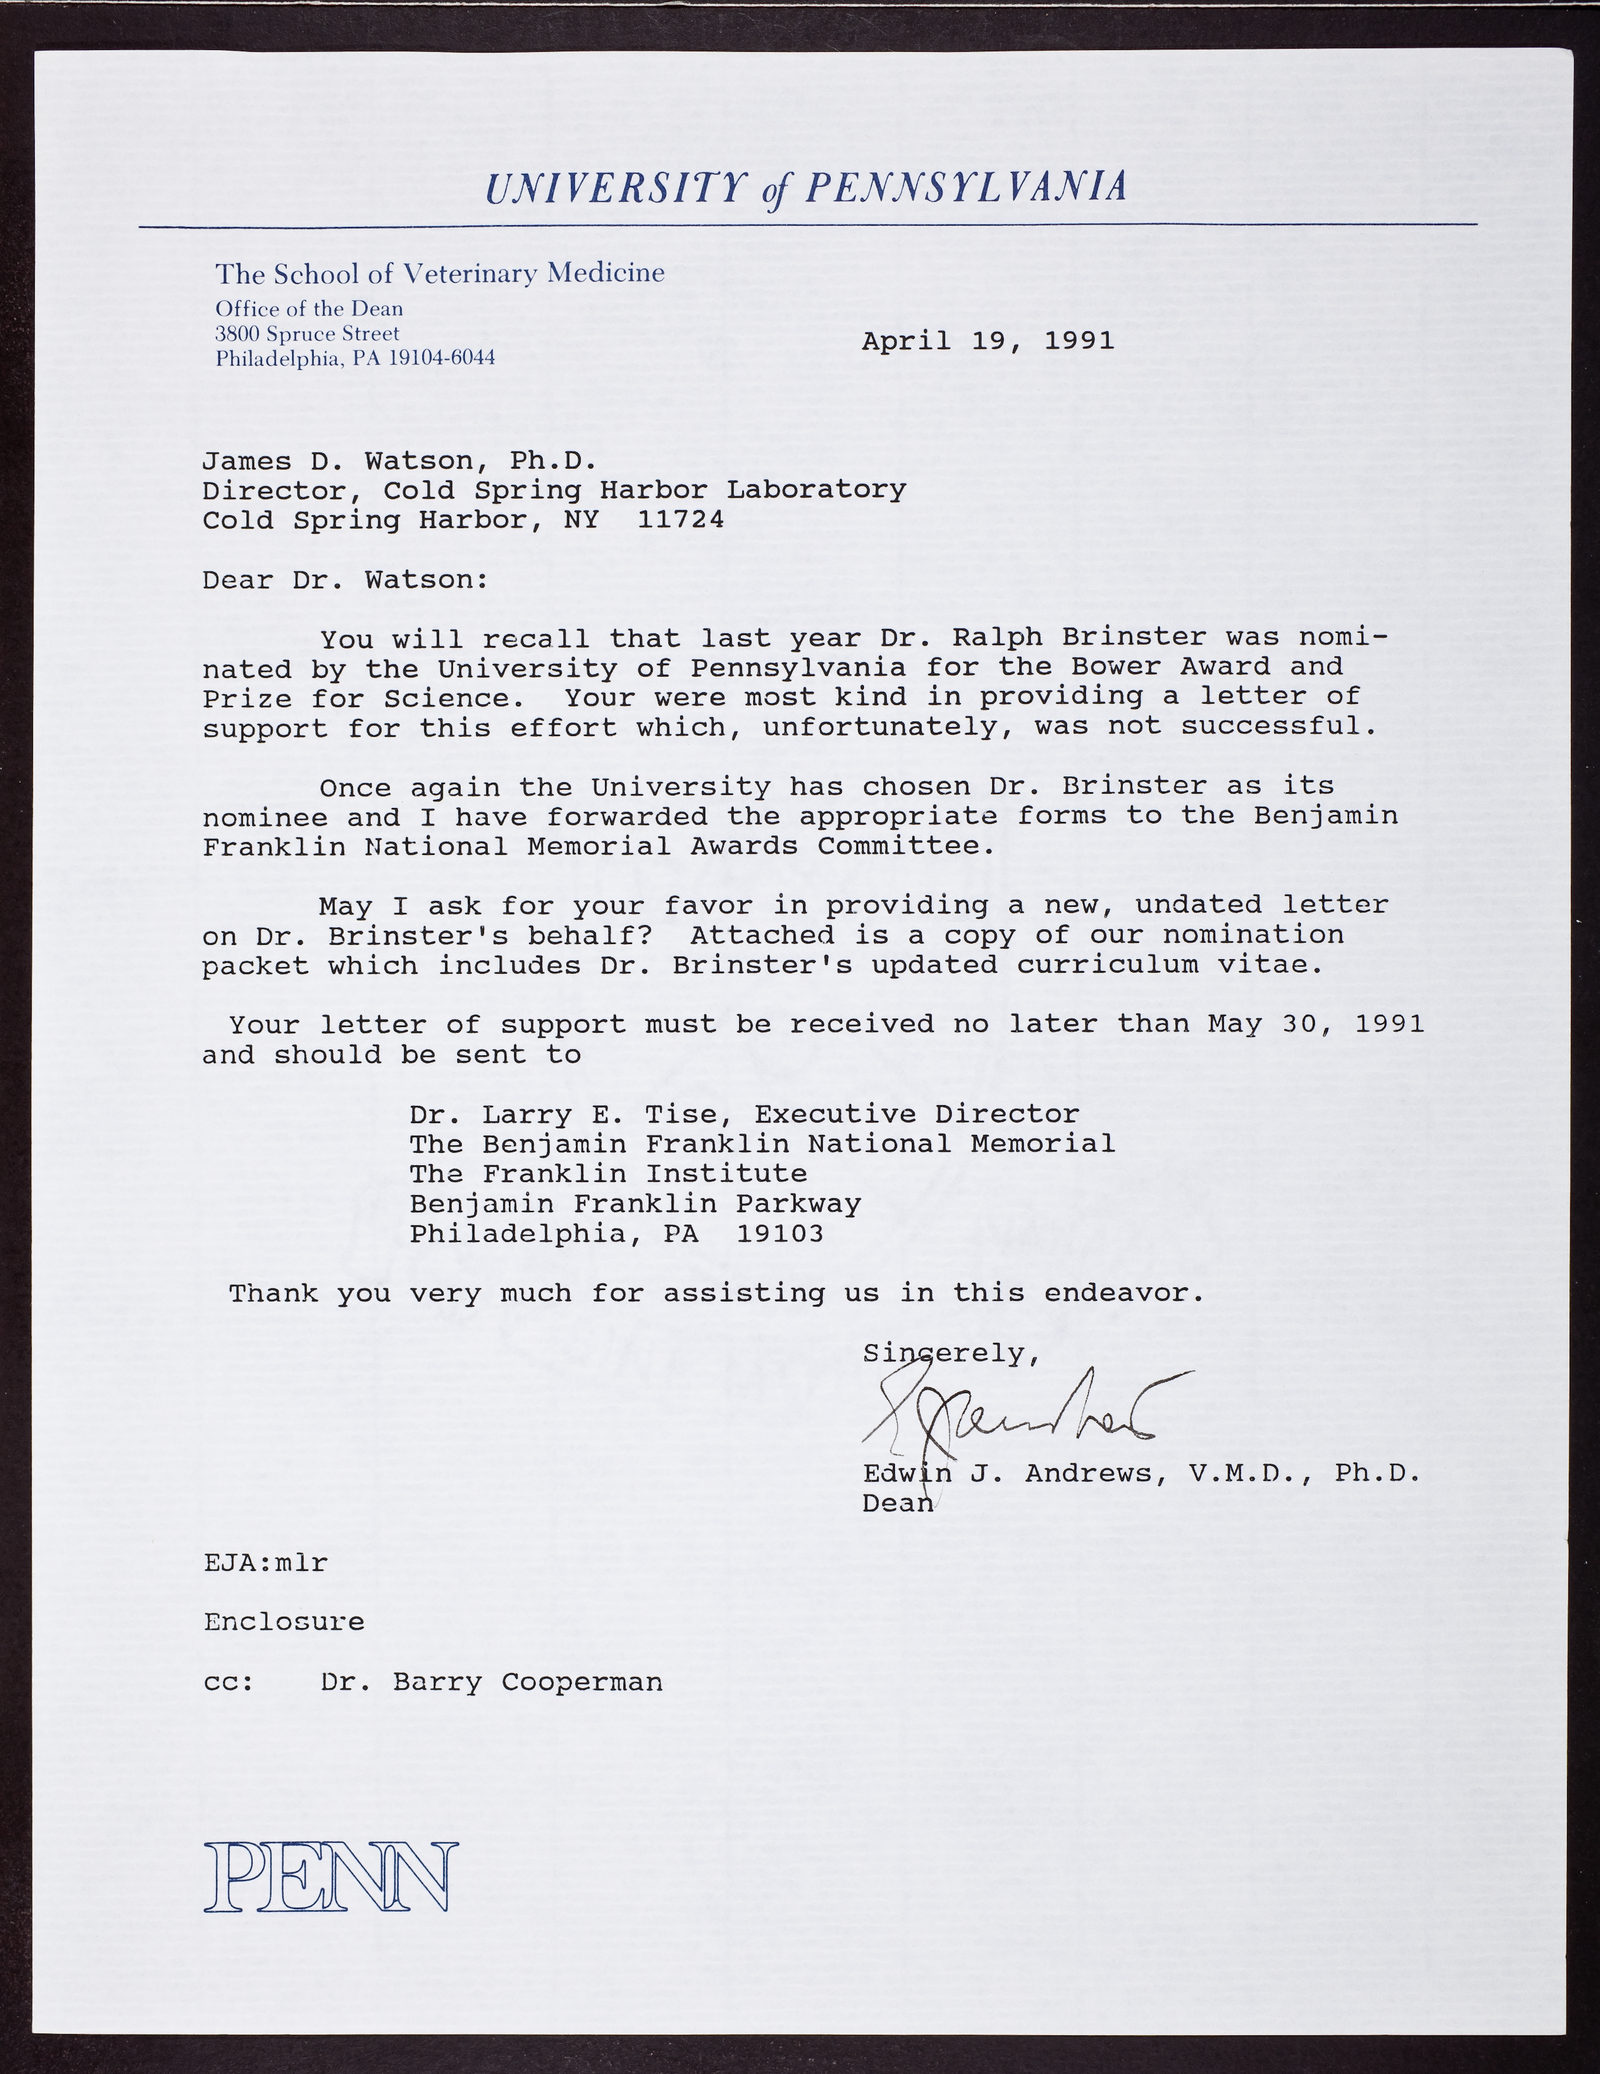 UNIVERSITY of PENNSYLVANIA
The School of Veterinary Medicine
Office of the Dean
3800 Spruce Street
Philadelphia, PA 19104-6044
April 19, 1991
James D. Watson, Ph.D.
Director, Cold Spring Harbor Laboratory
Cold Spring Harbor, NY  11724
Dear Dr. Watson:
You will recall that last year Dr. Ralph Brinster was nomi-
nated by the University of Pennsylvania for the Bower Award and
Prize for Science.  Your were most kind in providing a letter of
support for this effort which, unfortunately, was not successful.
Once again the University has chosen Dr. Brinster as its
nominee and I have forwarded the appropriate forms to the Benjamin
Franklin National Memorial Awards Committee.
May I ask for your favor in providing a new, undated letter
on Dr. Brinster's behalf?  Attached is a copy of our nomination
packet which includes Dr. Brinster's updated curriculum vitae.
Your letter of support must be received no later than May 30, 1991
and should be sent to
Dr. Larry E. Tise, Executive Director
The Benjamin Franklin National Memorial
The Franklin Institute
Benjamin Franklin Parkway
Philadelphia, PA  19103
Thank you very much for assisting us in this endeavor.
Sincerely,
Edwin J. Andrews, V.M.D., Ph.D.
Dean
EJA:mlr
Enclosure
cc:    Dr. Barry Cooperman
PENN